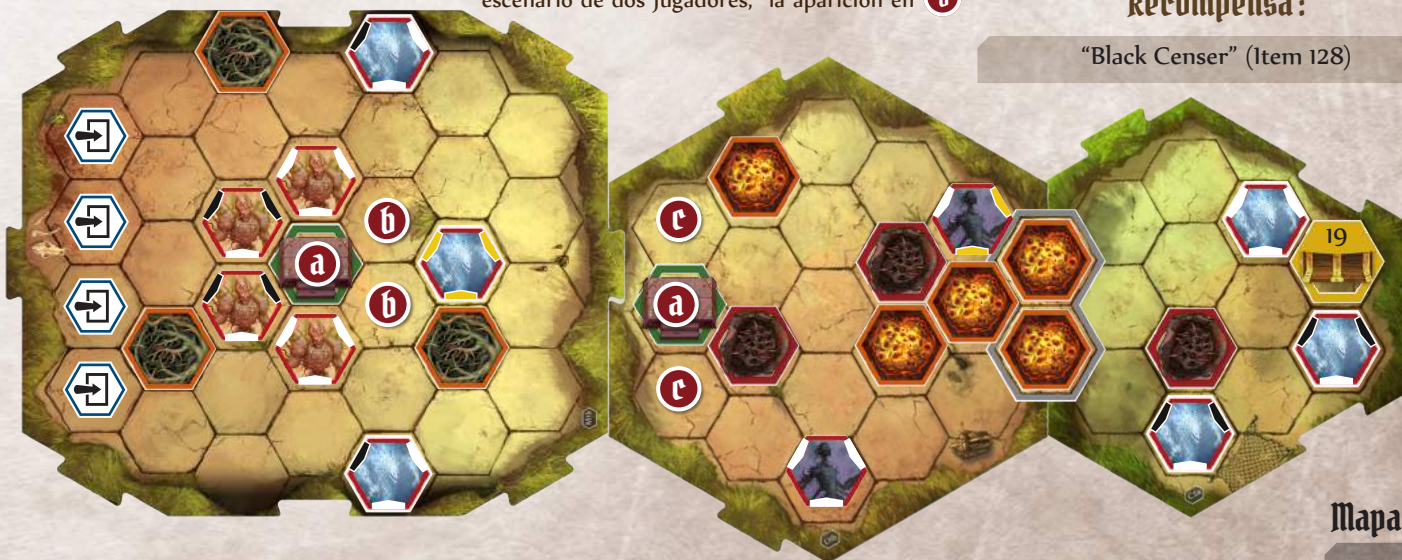 escenario de dos jugadores, la aparición en b
Recompensa:
"Black Censer" (Item 128)
19
a
b
b
c
a
c
Mapa